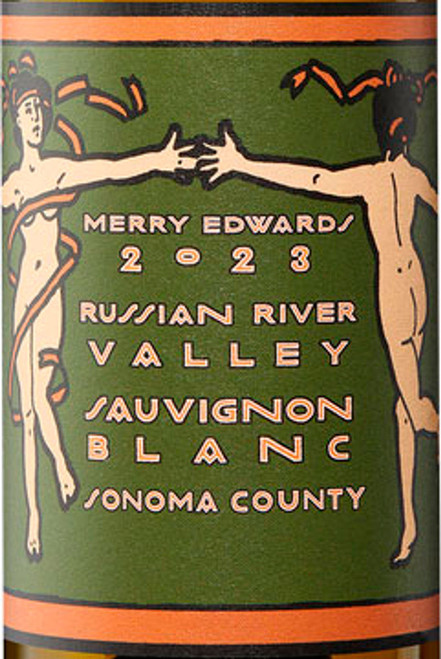 MERRY EDWARDS
2023
RUSSIAN RIVER
VALLEY
SAUVIGNON
BLANC
SONOMA COUNTY